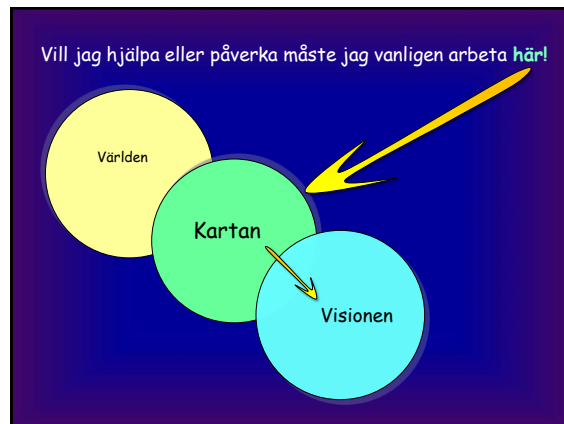 Vill jag hjälpa eller påverka måste jag vanligen arbeta här!
Världen
Kartan
Visionen